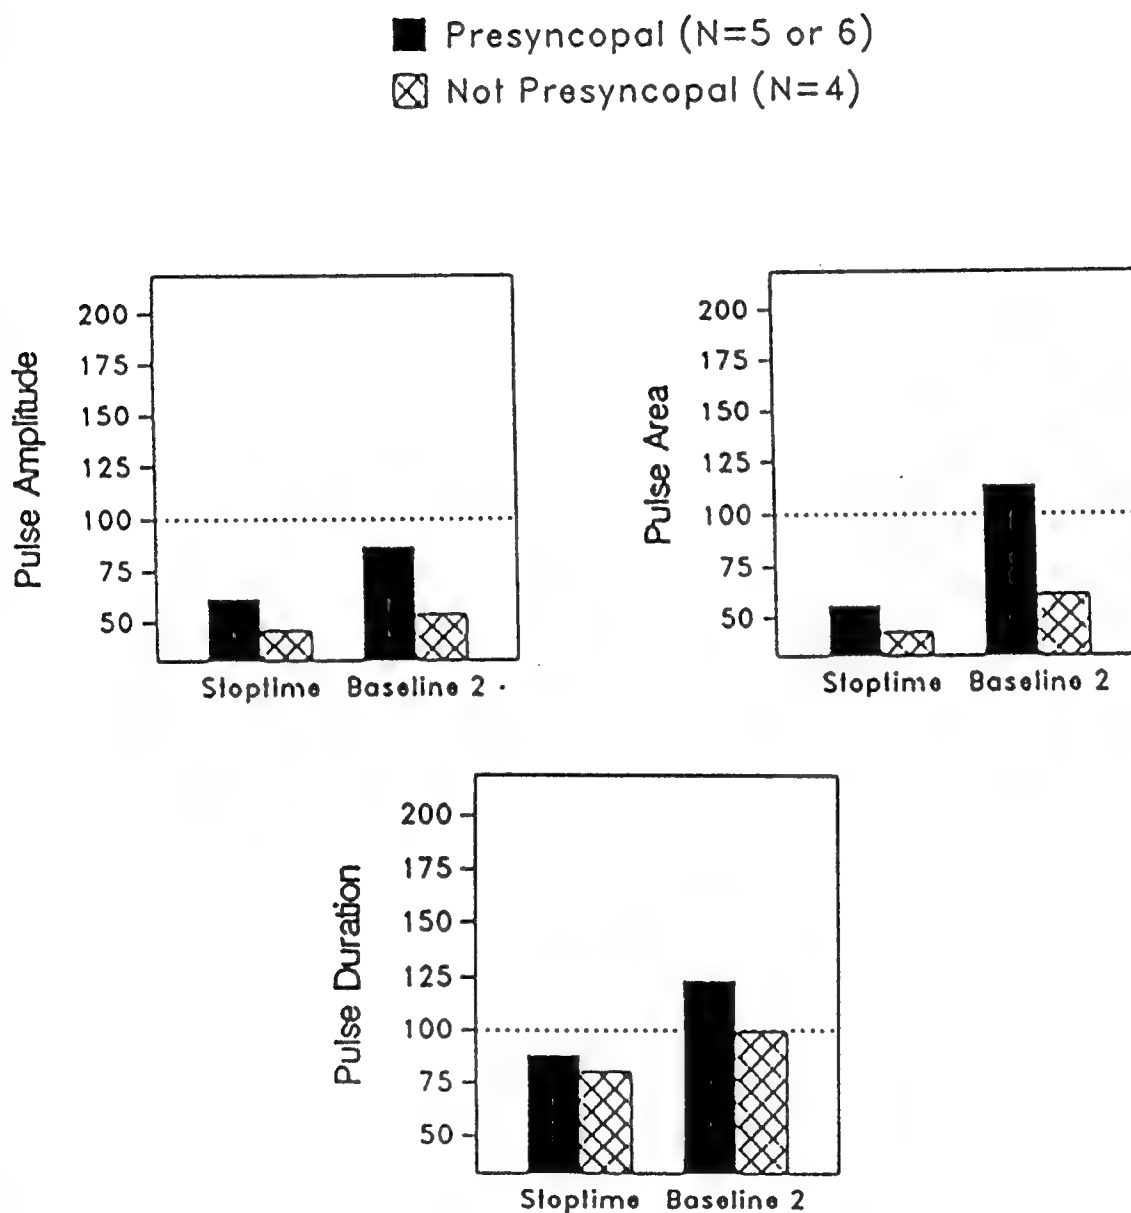 Presyncopal (N=5 or 6)
Not Presyncopal (N=4)
Pulse Amplitude
200
175
150
125
100
75
50
Stoptime Baseline 2
Pulse Area
200
175
150
125
100
75
50
Stoptime Baseline 2
Pulse Duration
200
175
150
125
100
75
50
Stoptime Baseline 2